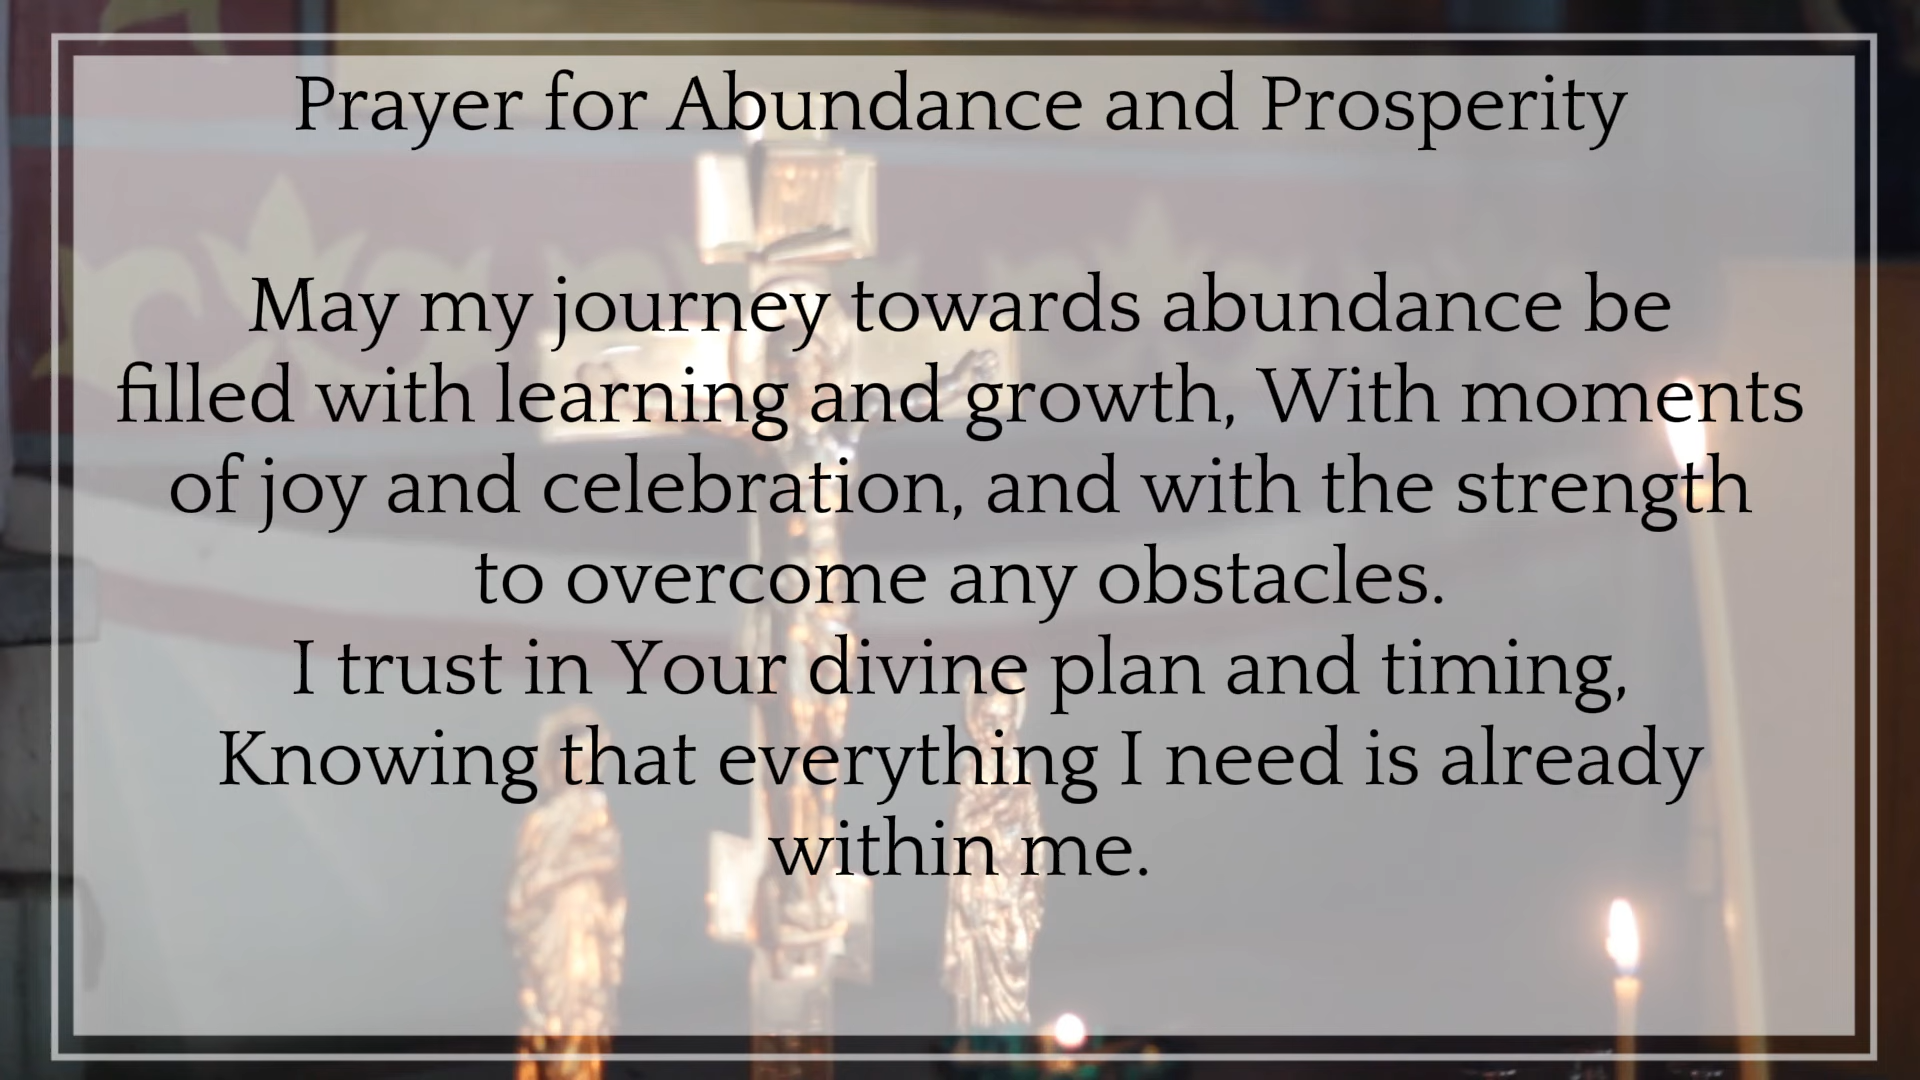 Prayer for Abundance and Prosperity
May my journey towards abundance be
filled with learning and growth, With moments
of joy and celebration, and with the strength
to overcome any obstacles.
I trust in Your divine plan and timing,
Knowing that everything I need is already
within me.